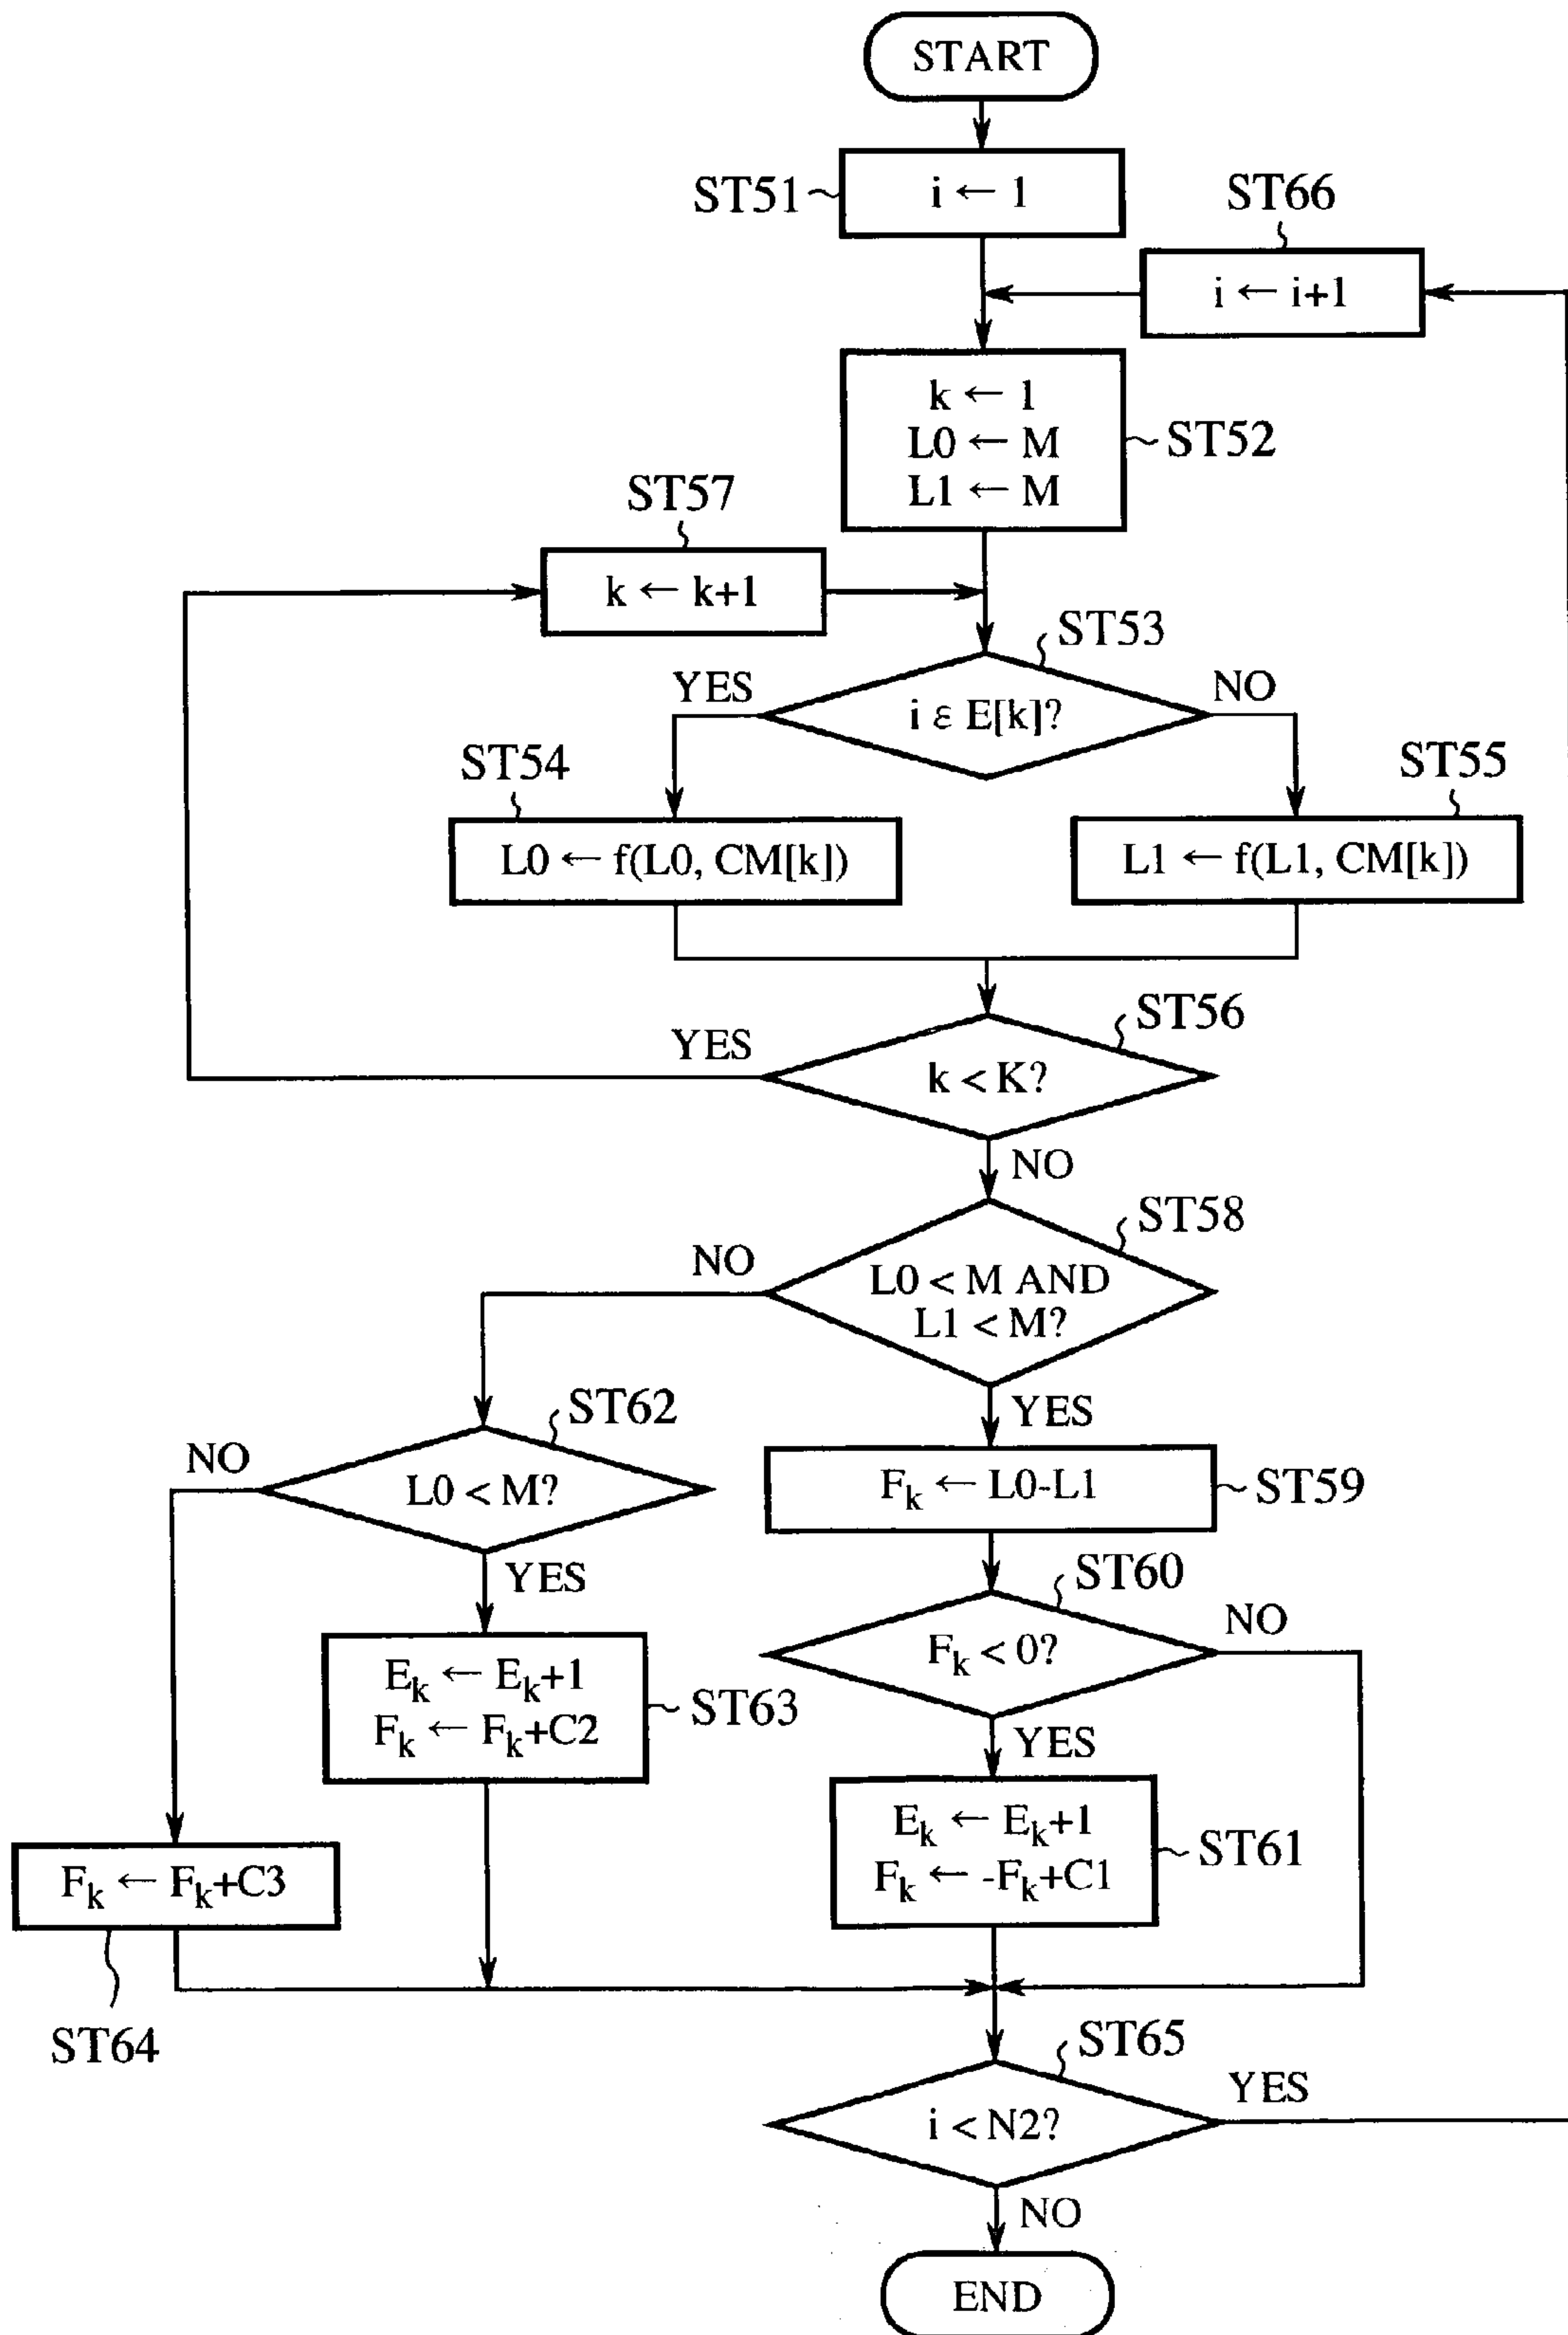 START
ST51
i ← 1
ST66
i ← i+1
k ← 1
L0 ← M
L1 ← M
ST52
ST57
k ← k+1
ST53
YES
i ε E[k]?
NO
ST54
L0 ← f(L0, CM[k])
ST55
L1 ← f(L1, CM[k])
ST56
YES
k < K?
NO
ST58
NO
L0 < M AND
L1 < M?
YES
ST62
NO
L0 < M?
YES
Fk ← L0-L1
ST59
ST60
Fk < 0?
NO
YES
Ek ← Ek+1
Fk ← Fk+C2
ST63
Ek ← Ek+1
Fk ← -Fk+C1
ST61
Fk ← Fk+C3
ST64
ST65
i < N2?
YES
NO
END